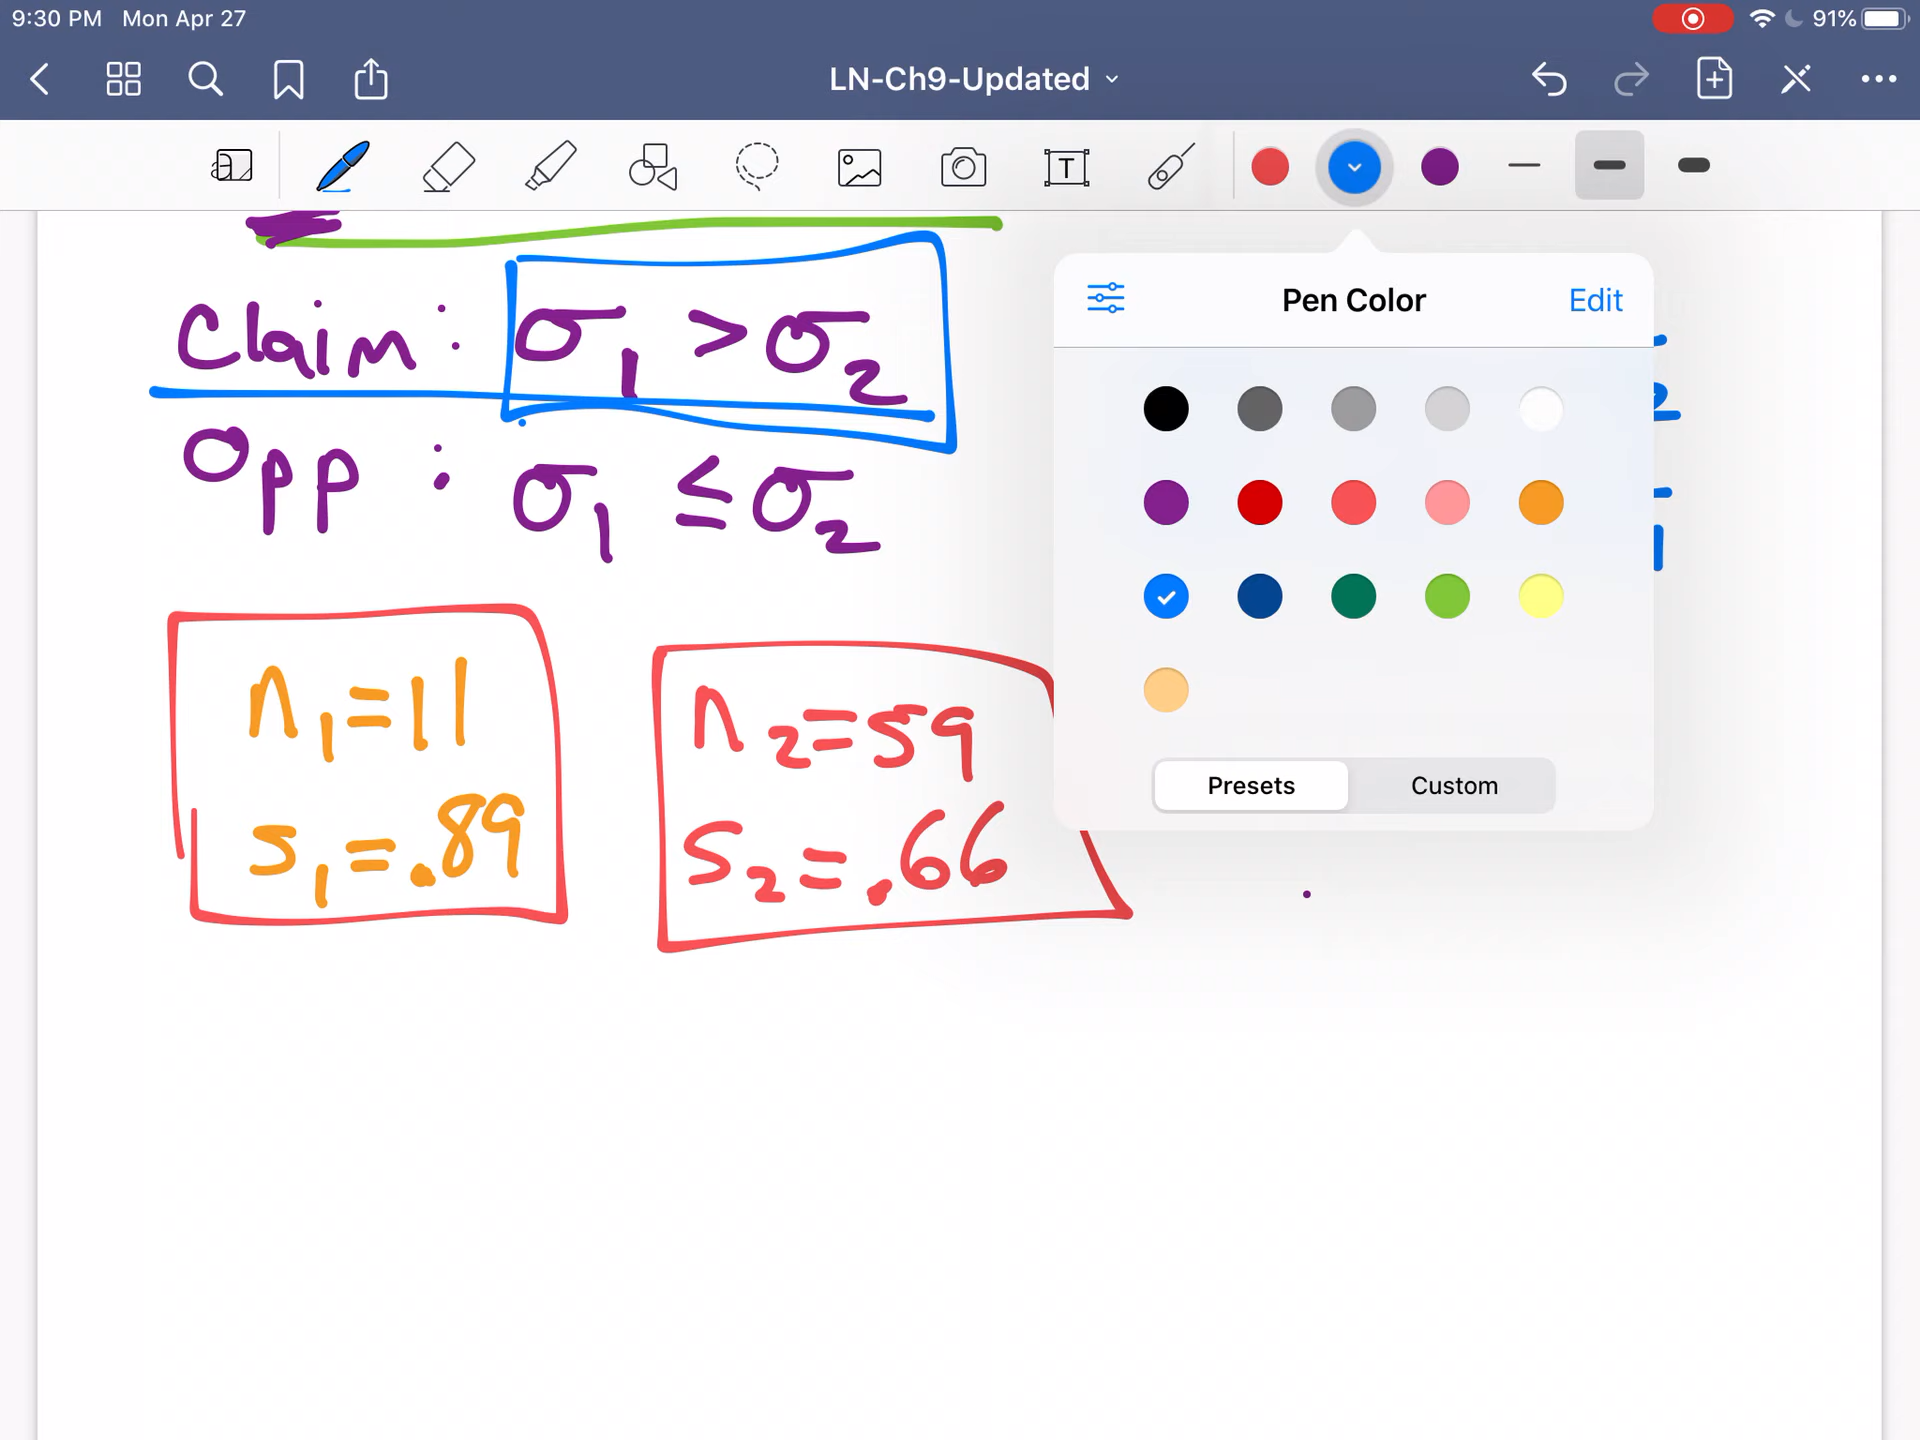 9:30 PM Mon Apr 27
91%
LN-Ch9-Updated
T
Pen Color
Edit
Claim: σ₁ > σ₂
Opp : σ₁ ≤ σ₂
n₁=11
s₁=.89
n₂=59
s₂=.66
Presets
Custom